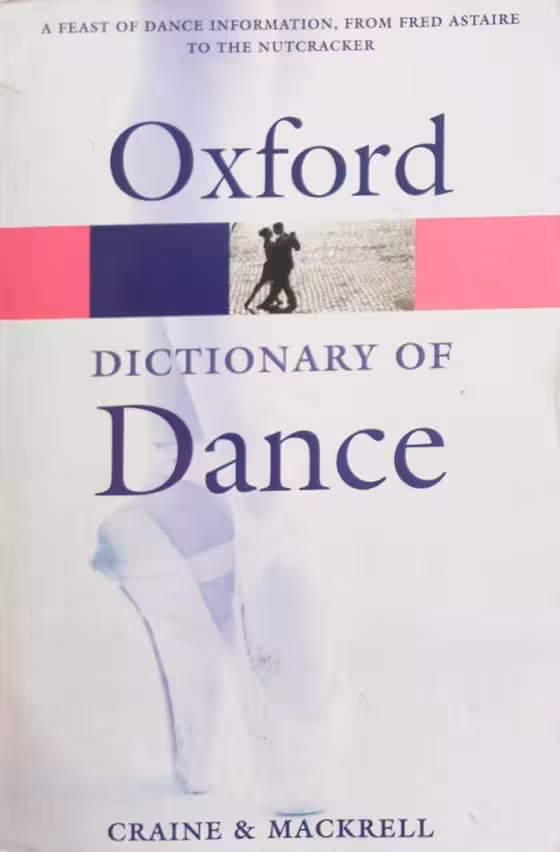 A FEAST OF DANCE INFORMATION, FROM FRED ASTAIRE
TO THE NUTCRACKER
Oxford
DICTIONARY OF
Dance
CRAINE & MACKRELL